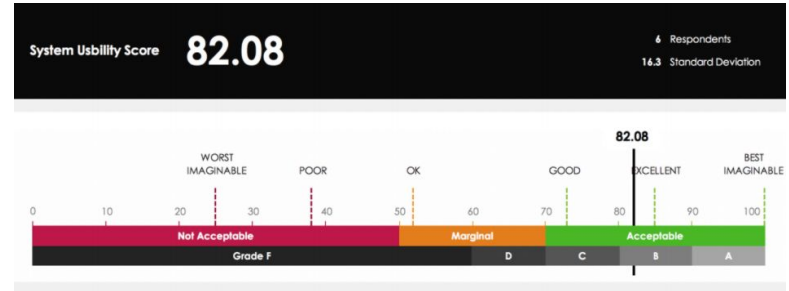 System Usbility Score 82.08
6 Respondents
16.3 Standard Deviation
82.08
WORST IMAGINABLE
POOR
OK
GOOD
EXCELLENT
BEST IMAGINABLE
0 10 20 30 40 50 60 70 80 90 100
Not Acceptable Marginal Acceptable
Grade F D C B A